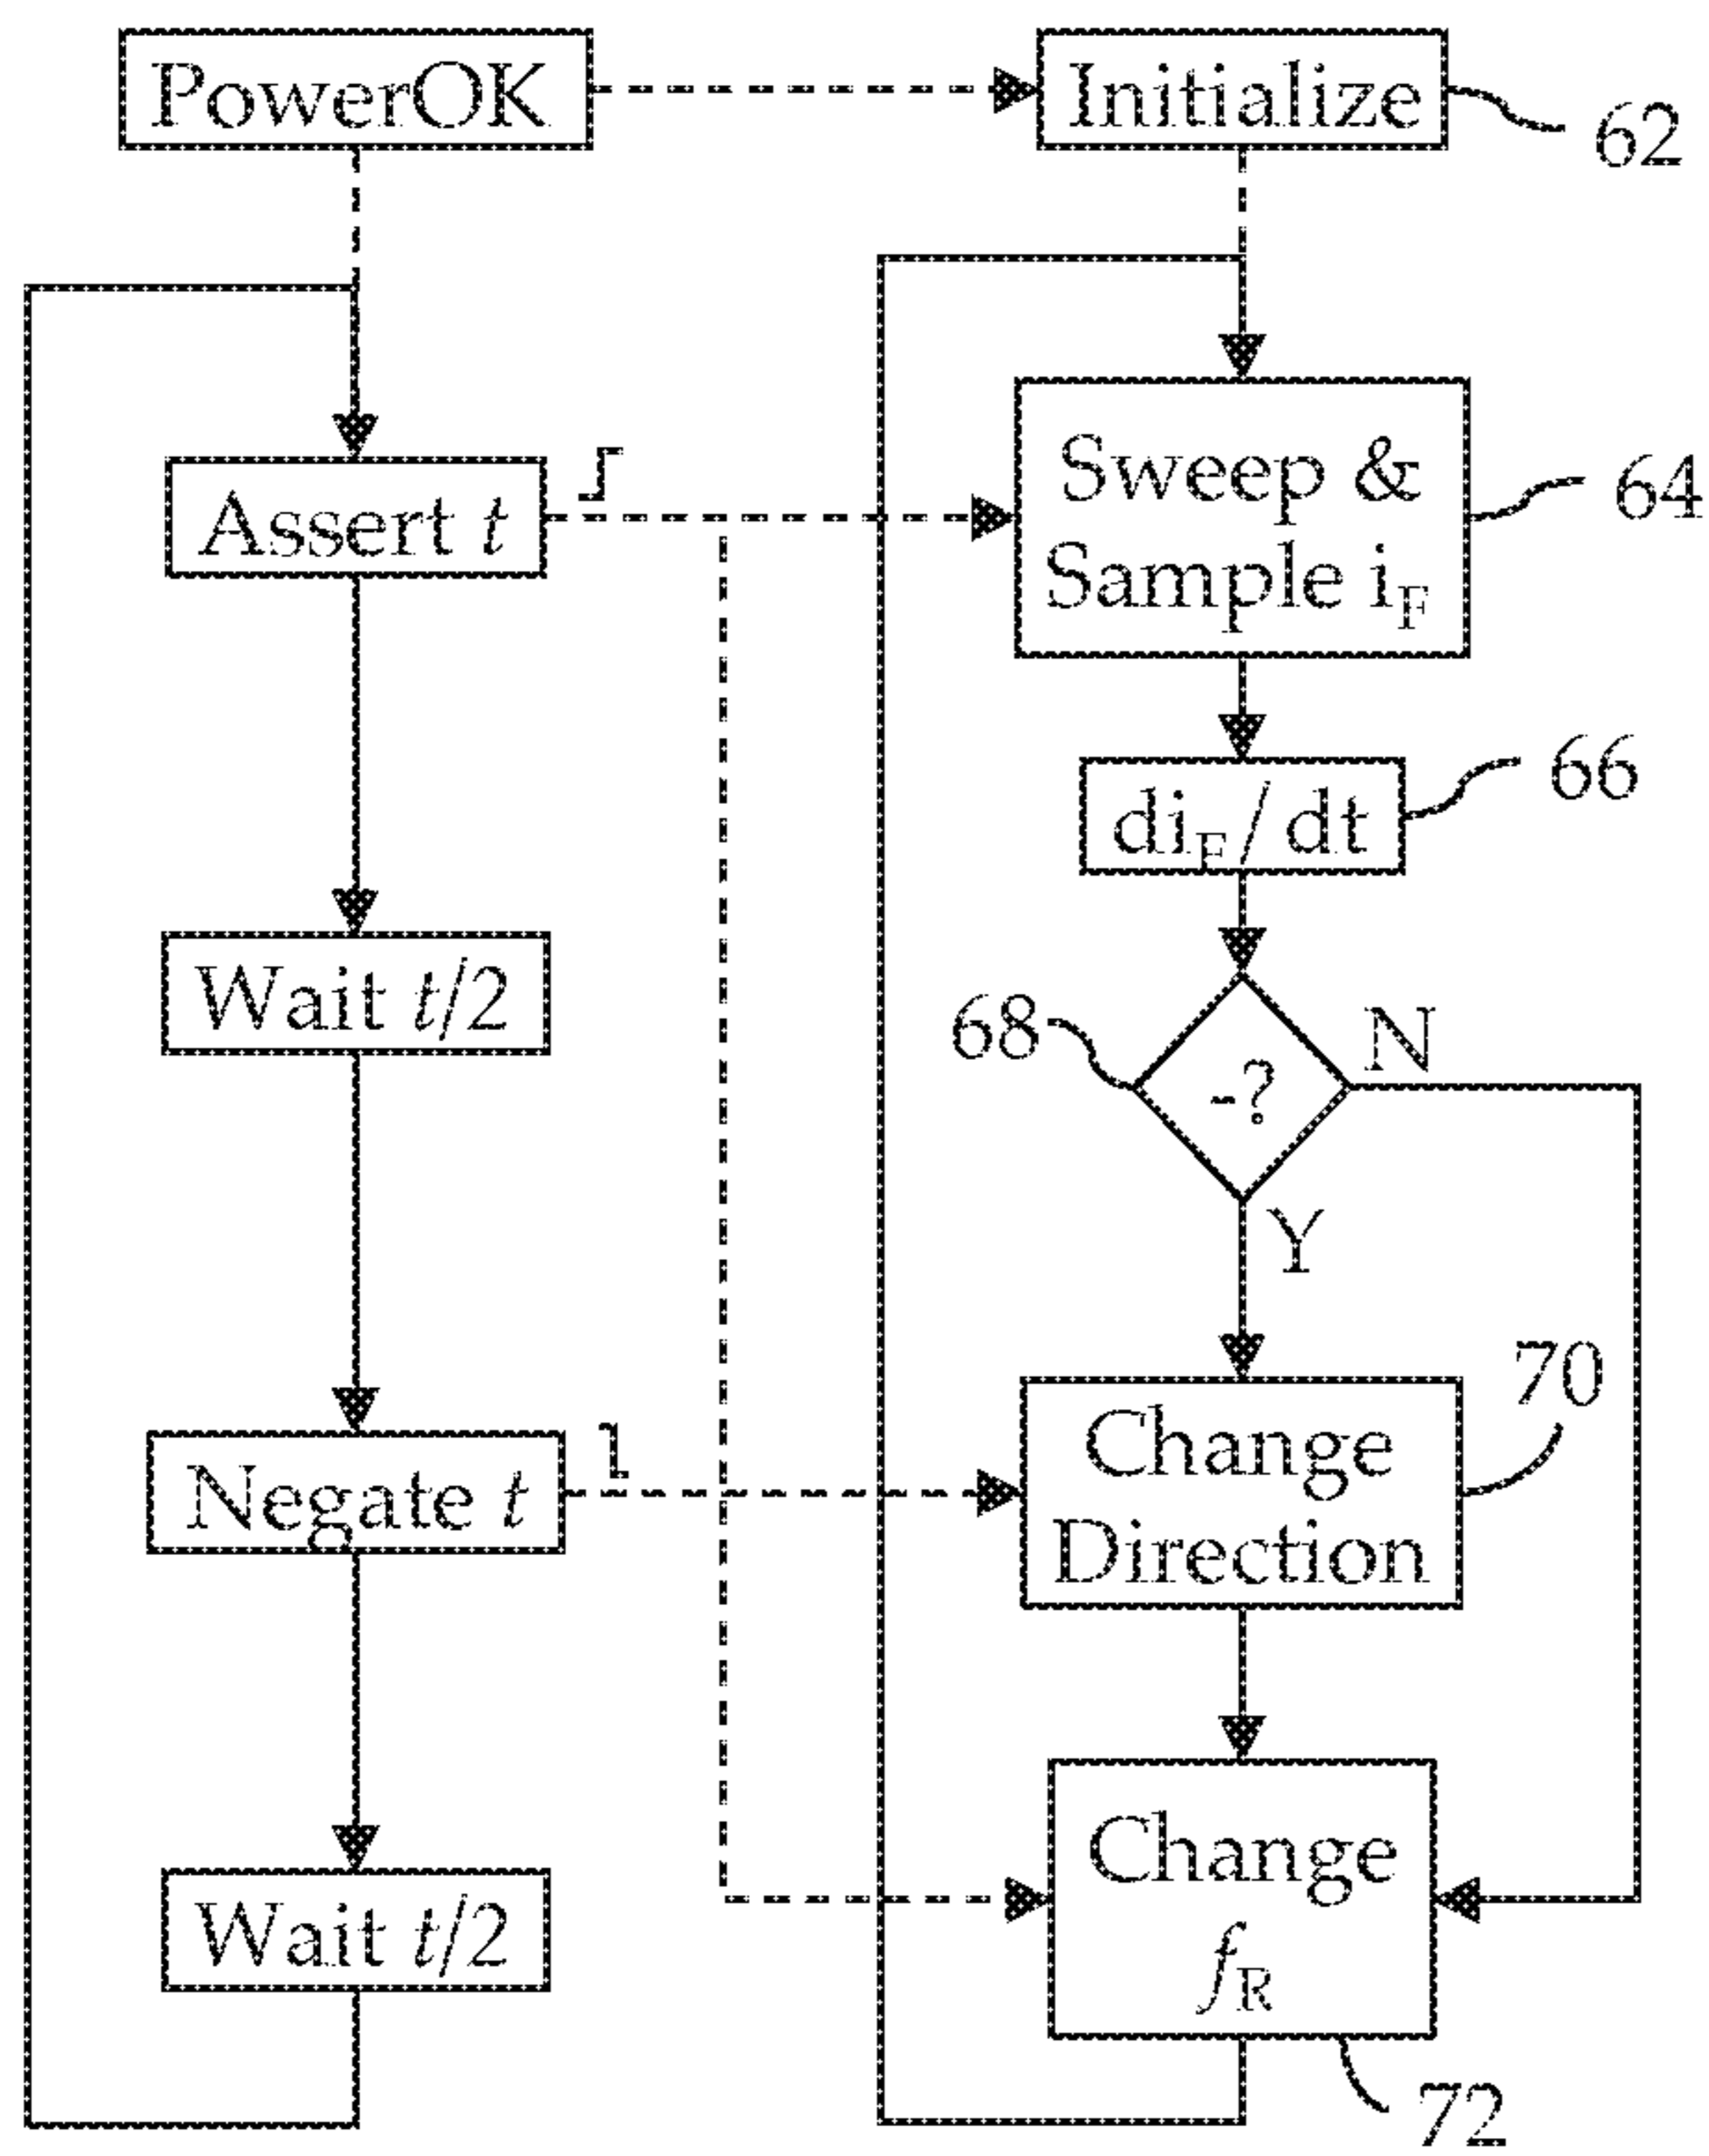 PowerOK
Initialize
62
Assert t
Sweep &
Sample iF
64
diF/dt
66
Wait t/2
68
-?
N
Y
Negate t
Change
Direction
70
Wait t/2
Change
fR
72